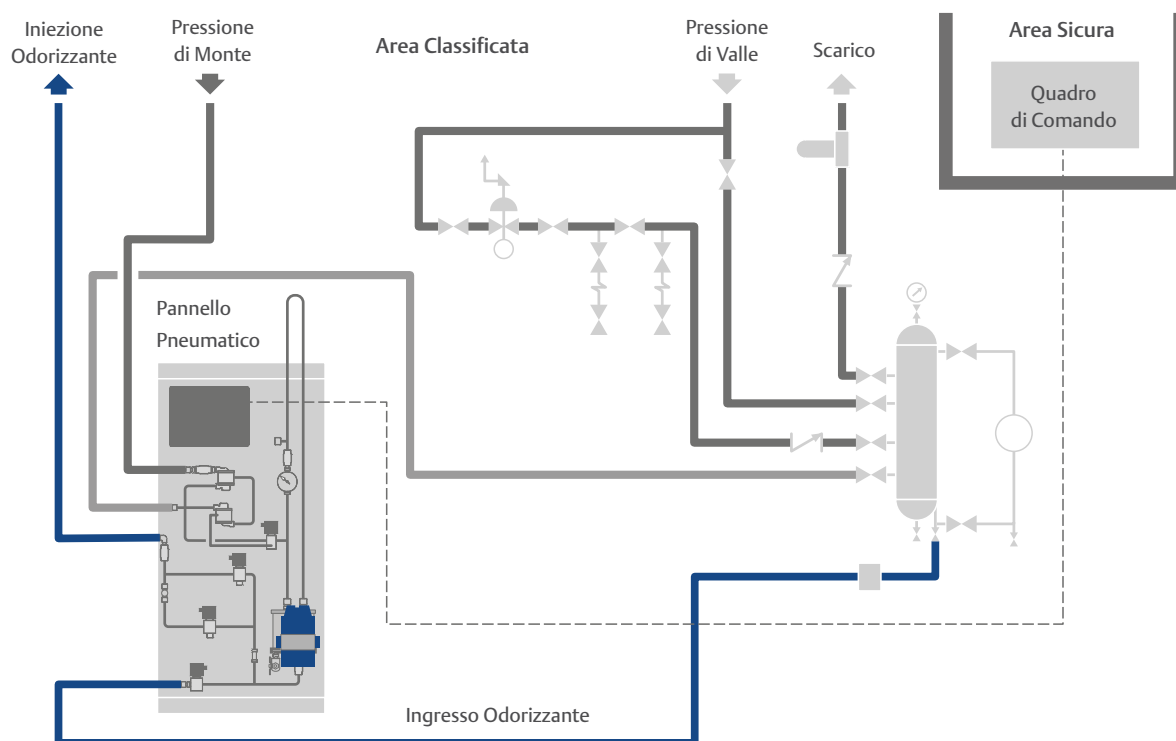 Iniezione
Odorizzante
Pressione
di Monte
Area Classificata
Pressione
di Valle
Scarico
Area Sicura
Quadro
di Comando
Pannello
Pneumatico
Ingresso Odorizzante